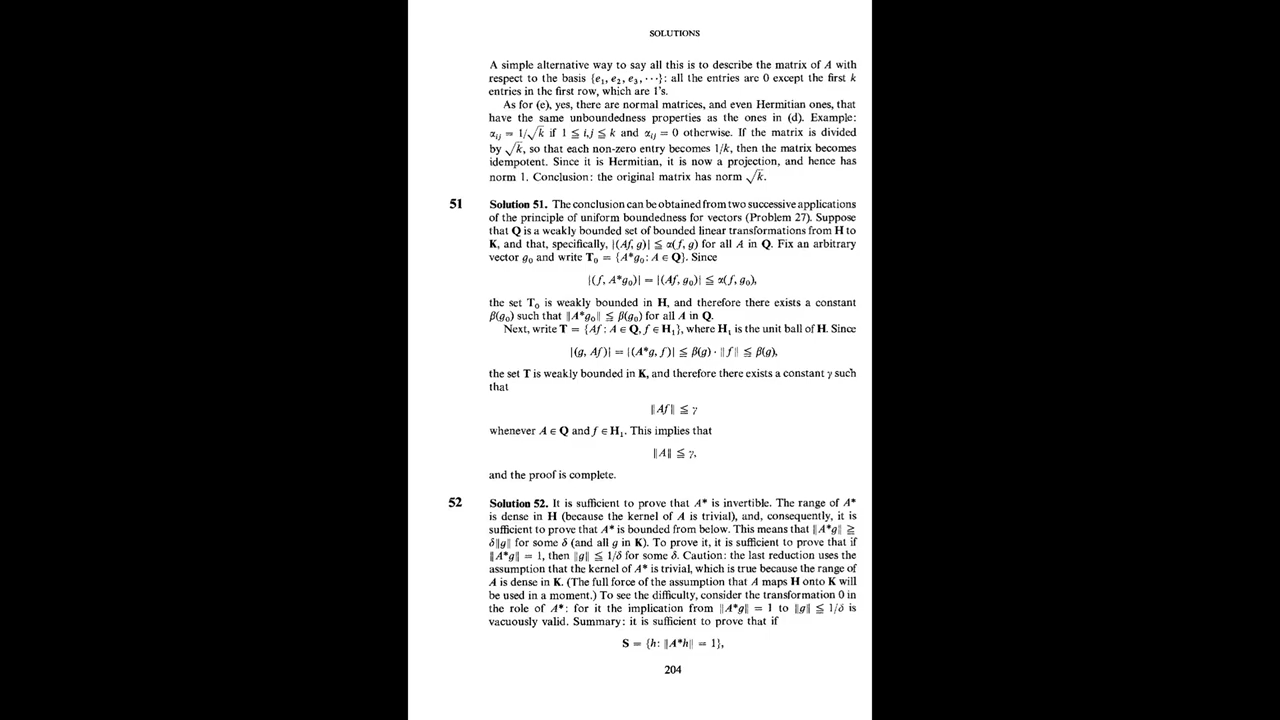 SOLUTIONS
A simple alternative way to say all this is to describe the matrix of A with
respect to the basis {e₁, e₂, e₃, ···}: all the entries are 0 except the first k
entries in the first row, which are 1's.
As for (e), yes, there are normal matrices, and even Hermitian ones, that
have the same unboundedness properties as the ones in (d). Example:
αᵢⱼ = 1/√k if 1 ≦ i,j ≦ k and αᵢⱼ = 0 otherwise. If the matrix is divided
by √k, so that each non-zero entry becomes 1/k, then the matrix becomes
idempotent. Since it is Hermitian, it is now a projection, and hence has
norm 1. Conclusion: the original matrix has norm √k.
51 Solution 51. The conclusion can be obtained from two successive applications
of the principle of uniform boundedness for vectors (Problem 27). Suppose
that Q is a weakly bounded set of bounded linear transformations from H to
K, and that, specifically, |(Af, g)| ≦ α(f, g) for all A in Q. Fix an arbitrary
vector g₀ and write T₀ = {A*g₀: A ∈ Q}. Since
|(f, A*g₀)| = |(Af, g₀)| ≦ α(f, g₀),
the set T₀ is weakly bounded in H, and therefore there exists a constant
β(g₀) such that ‖A*g₀‖ ≦ β(g₀) for all A in Q.
Next, write T = {Af: A ∈ Q, f ∈ H₁}, where H₁ is the unit ball of H. Since
|(g, Af)| = |(A*g, f)| ≦ β(g) · ‖f‖ ≦ β(g),
the set T is weakly bounded in K, and therefore there exists a constant γ such
that
‖Af‖ ≦ γ
whenever A ∈ Q and f ∈ H₁. This implies that
‖A‖ ≦ γ,
and the proof is complete.
52 Solution 52. It is sufficient to prove that A* is invertible. The range of A*
is dense in H (because the kernel of A is trivial), and, consequently, it is
sufficient to prove that A* is bounded from below. This means that ‖A*g‖ ≧
δ‖g‖ for some δ (and all g in K). To prove it, it is sufficient to prove that if
‖A*g‖ = 1, then ‖g‖ ≦ 1/δ for some δ. Caution: the last reduction uses the
assumption that the kernel of A* is trivial, which is true because the range of
A is dense in K. (The full force of the assumption that A maps H onto K will
be used in a moment.) To see the difficulty, consider the transformation 0 in
the role of A*: for it the implication from ‖A*g‖ = 1 to ‖g‖ ≦ 1/δ is
vacuously valid. Summary: it is sufficient to prove that if
S = {h: ‖A*h‖ = 1},
204